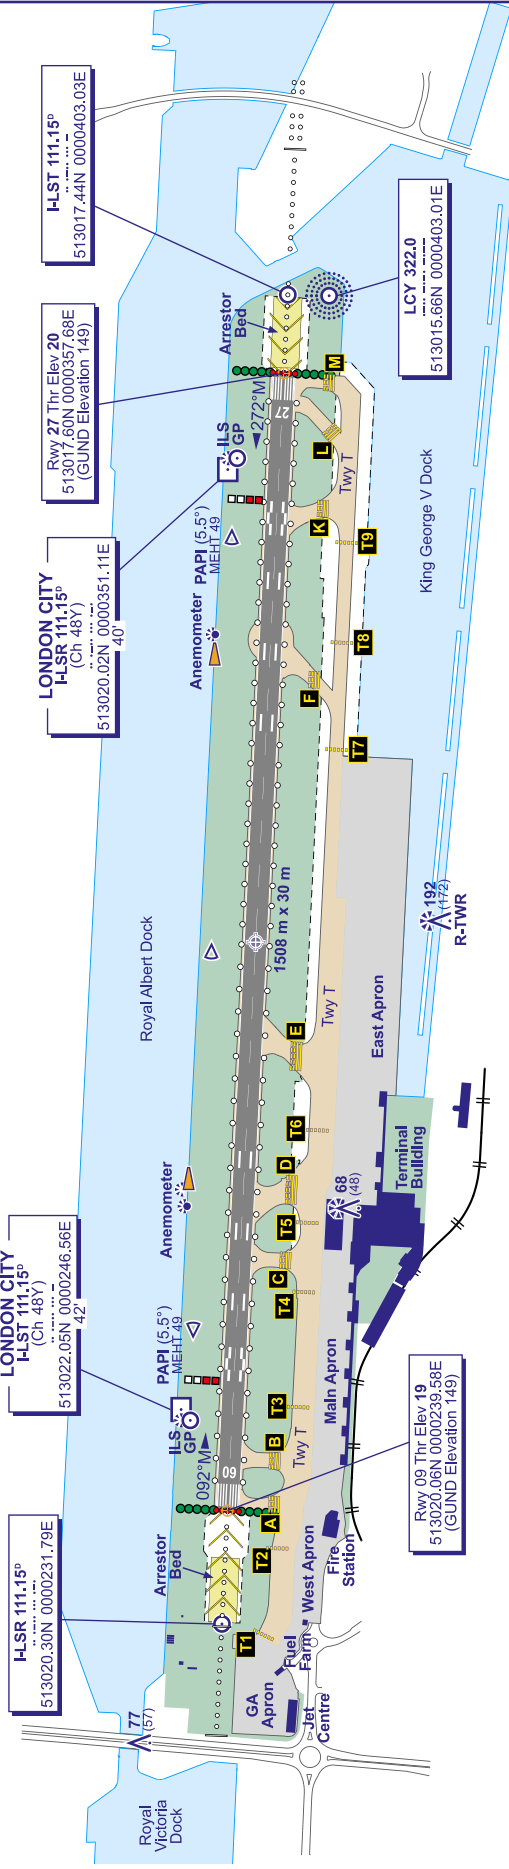 I-LST 111.15ᴰ
513017.44N 0000403.03E
Rwy 27 Thr Elev 20
513017.60N 0000357.68E
(GUND Elevation 149)
LONDON CITY
I-LSR 111.15ᴰ
(Ch 48Y)
513020.02N 0000351.11E
40'
LCY 322.0
513015.66N 0000403.01E
Arrestor
Bed
M
27
272°M
ILS
GP
L
Twy T
K
PAPI (5.5°)
MEHT 49
T9
King George V Dock
Anemometer
T8
F
T7
1508 m x 30 m
Royal Albert Dock
192
(172)
R-TWR
Twy T
East Apron
E
T6
D
Terminal
Building
68
(48)
T5
C
T4
Anemometer
LONDON CITY
I-LST 111.15ᴰ
(Ch 48Y)
513022.05N 0000246.56E
42'
PAPI (5.5°)
MEHT 49
T3
Main Apron
ILS
GP
092°M
B
Twy T
09
A
Rwy 09 Thr Elev 19
513020.06N 0000239.58E
(GUND Elevation 149)
I-LSR 111.15ᴰ
513020.30N 0000231.79E
Arrestor
Bed
T2
West Apron
Fire
Station
T1
Fuel
Farm
GA
Apron
Jet
Centre
77
(57)
Royal
Victoria
Dock